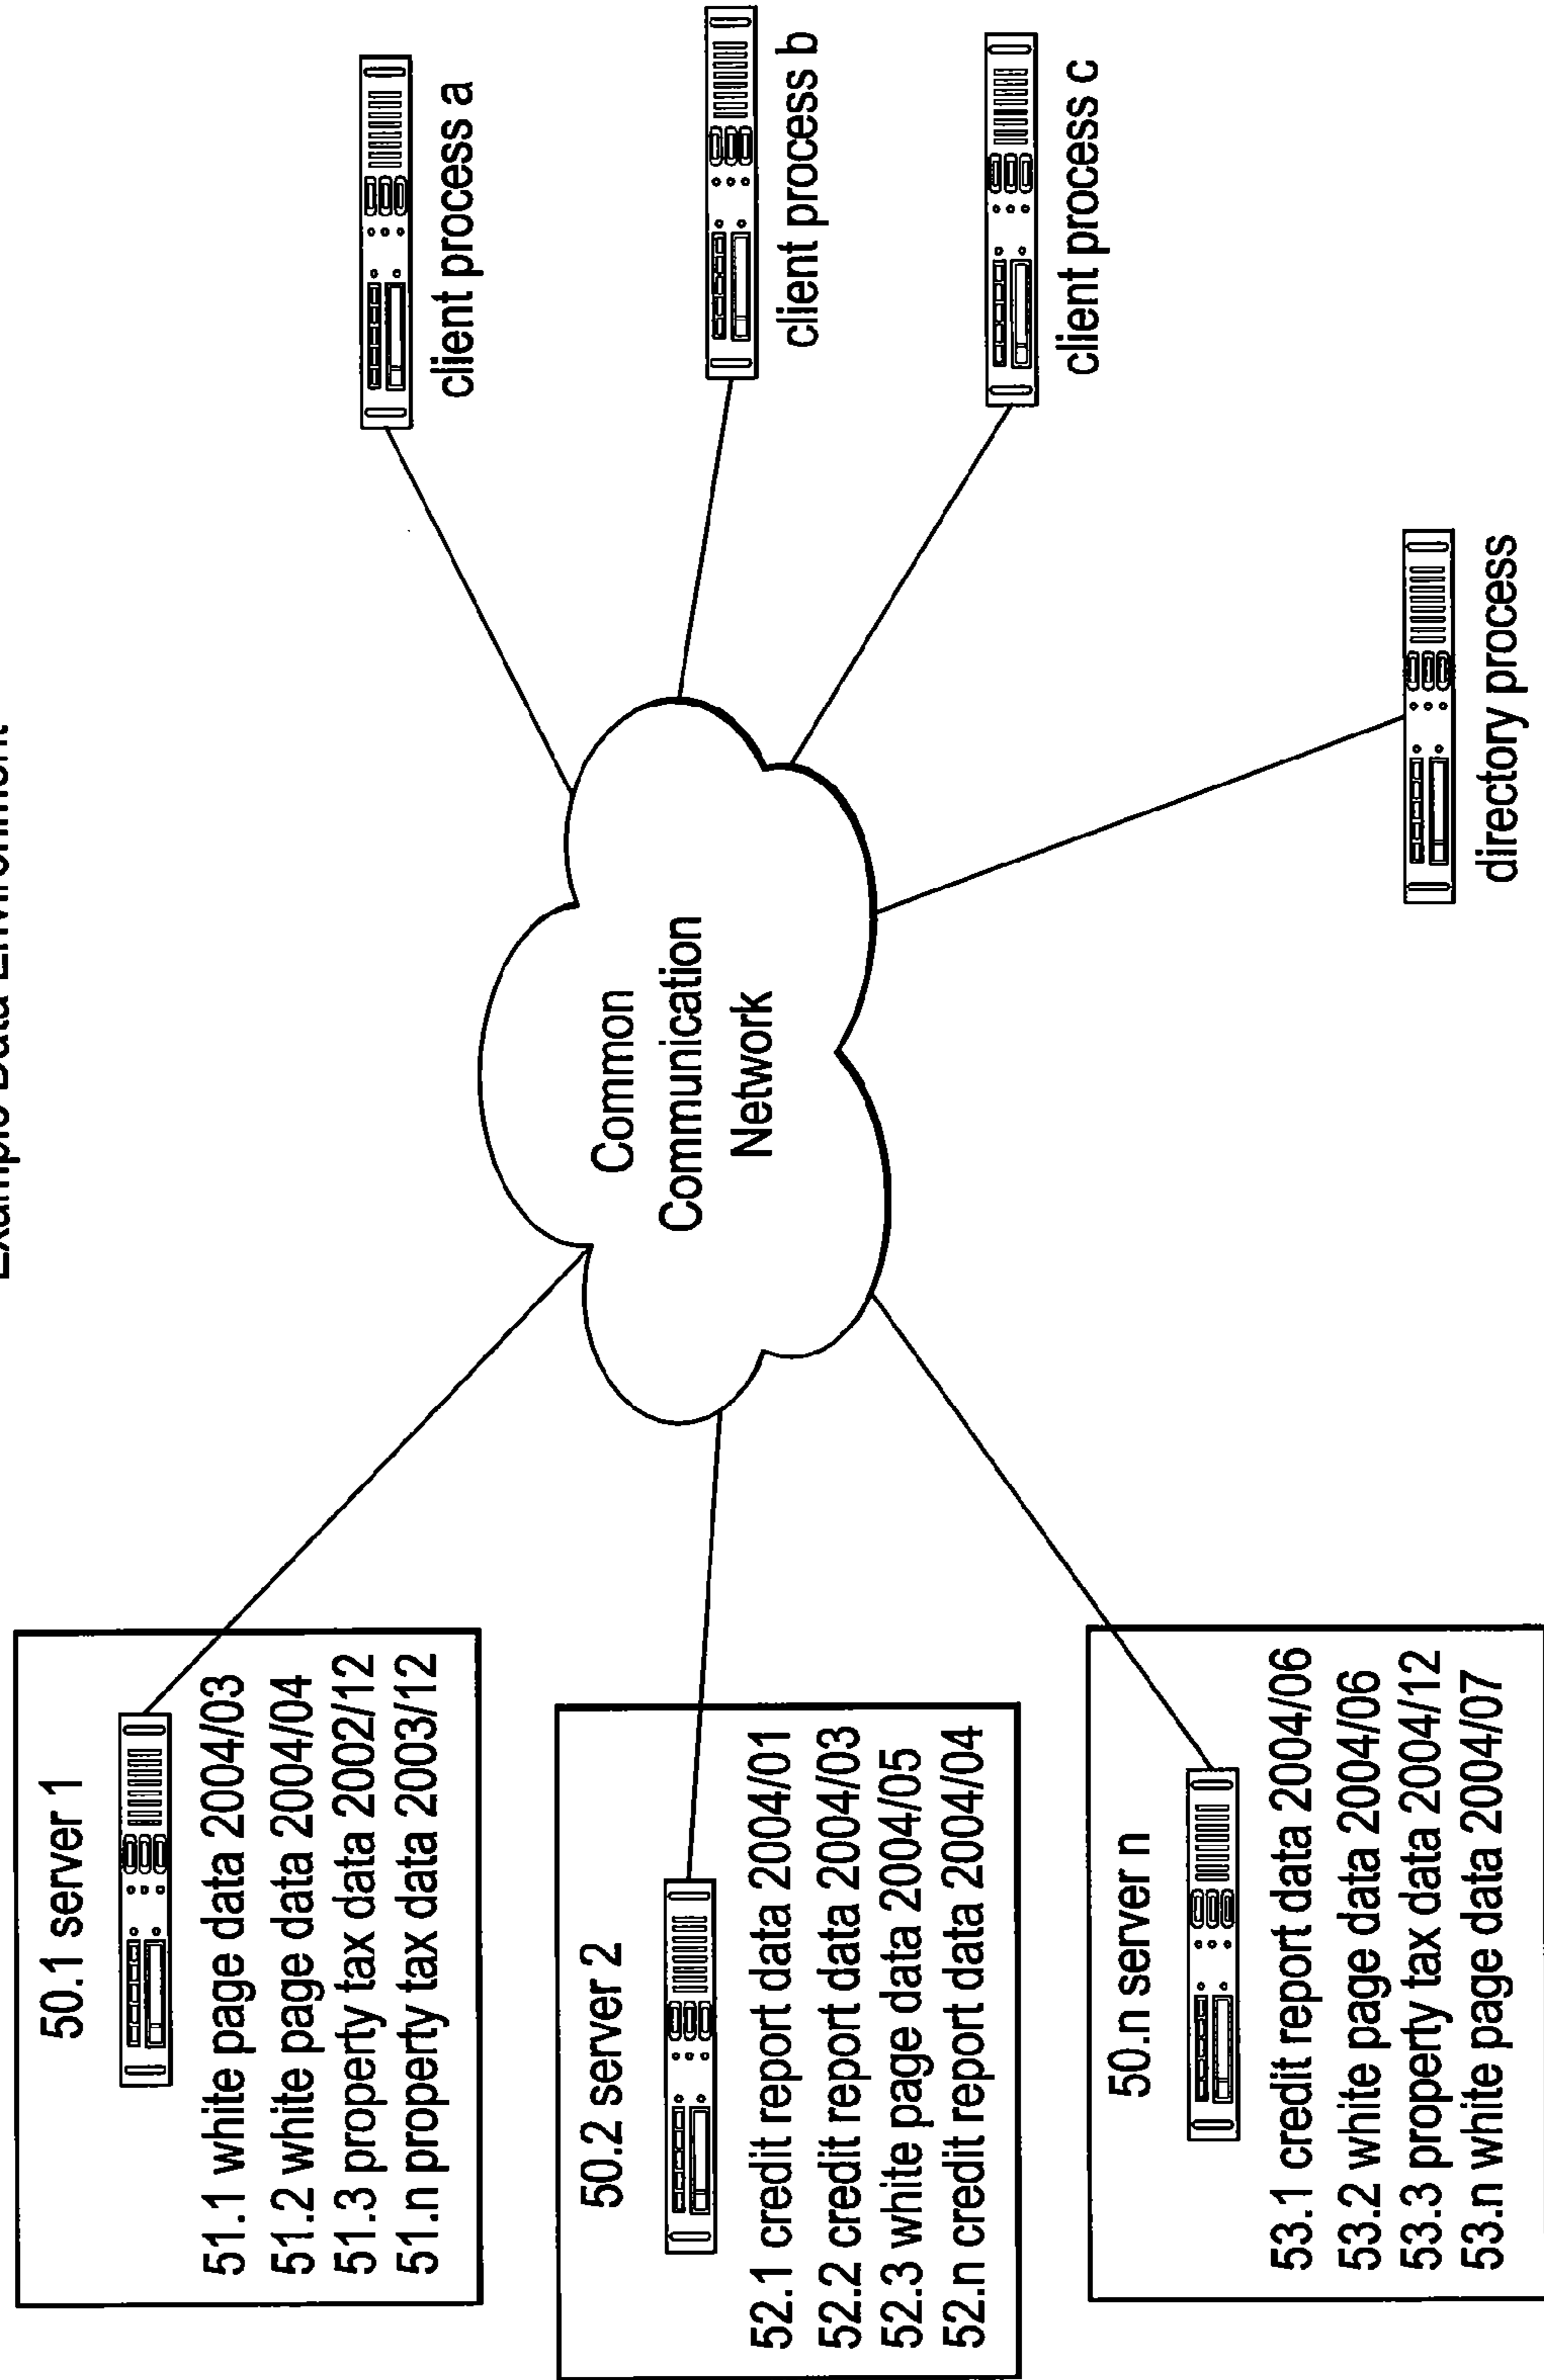 Example Data Environment
50.1 server 1
51.1 white page data 2004/03
51.2 white page data 2004/04
51.3 property tax data 2002/12
51.n property tax data 2003/12
50.2 server 2
52.1 credit report data 2004/01
52.2 credit report data 2004/03
52.3 white page data 2004/05
52.n credit report data 2004/04
50.n server n
53.1 credit report data 2004/06
53.2 white page data 2004/06
53.3 property tax data 2004/12
53.n white page data 2004/07
Common
Communication
Network
client process a
client process b
client process c
directory process